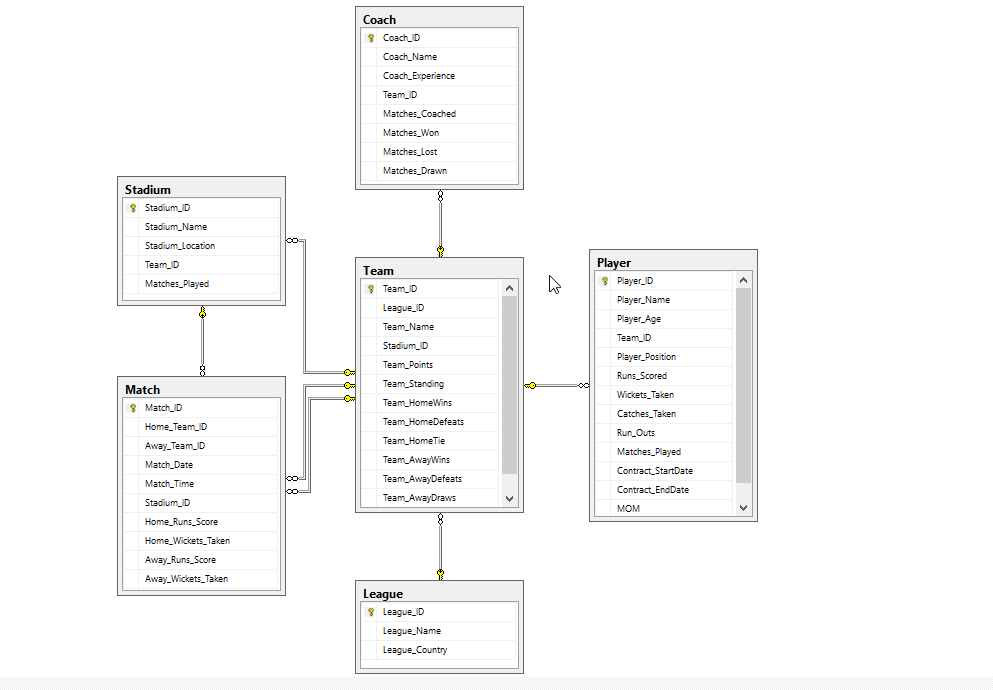 Coach
Coach_ID
Coach_Name
Coach_Experience
Team_ID
Matches_Coached
Matches_Won
Matches_Lost
Matches_Drawn
Stadium
Stadium_ID
Stadium_Name
Stadium_Location
Team_ID
Matches_Played
Team
Team_ID
League_ID
Team_Name
Stadium_ID
Team_Points
Team_Standing
Team_HomeWins
Team_HomeDefeats
Team_HomeTie
Team_AwayWins
Team_AwayDefeats
Team_AwayDraws
Player
Player_ID
Player_Name
Player_Age
Team_ID
Player_Position
Runs_Scored
Wickets_Taken
Catches_Taken
Run_Outs
Matches_Played
Contract_StartDate
Contract_EndDate
MOM
Match
Match_ID
Home_Team_ID
Away_Team_ID
Match_Date
Match_Time
Stadium_ID
Home_Runs_Score
Home_Wickets_Taken
Away_Runs_Score
Away_Wickets_Taken
League
League_ID
League_Name
League_Country